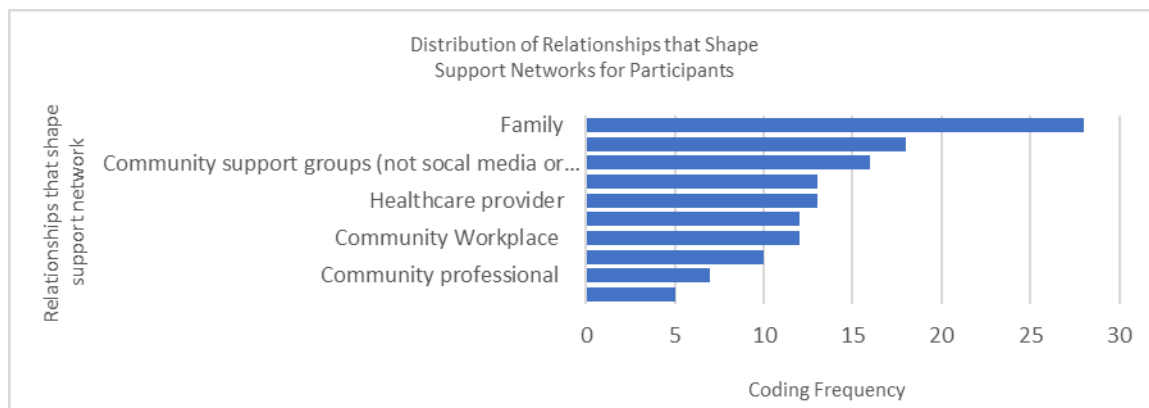 Distribution of Relationships that Shape
Support Networks for Participants
Relationships that shape
support network
Family
Community support groups (not socal media or...
Healthcare provider
Community Workplace
Community professional
0 5 10 15 20 25 30
Coding Frequency